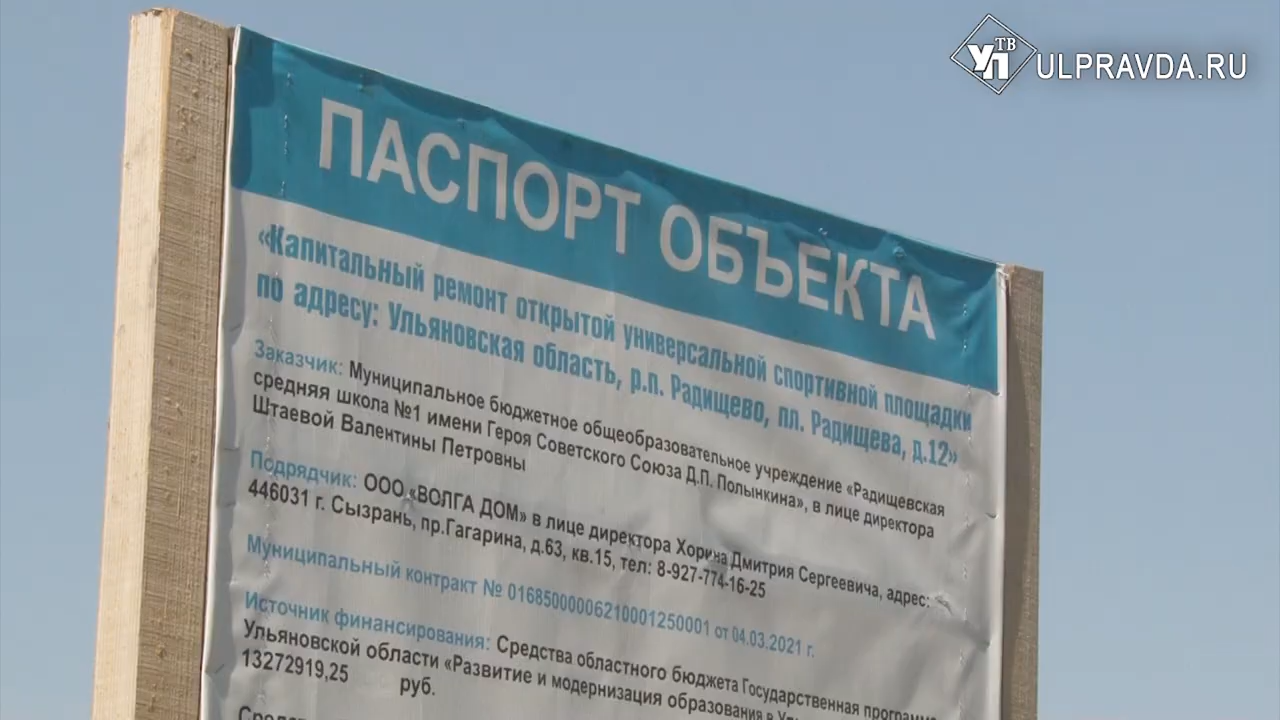 УП ТВ ULPRAVDA.RU
ПАСПОРТ ОБЪЕКТА
«Капитальный ремонт открытой универсальной спортивной площадки
по адресу: Ульяновская область, р.п. Радищево, пл. Радищева, д.12»
Заказчик: Муниципальное бюджетное общеобразовательное учреждение «Радищевская
средняя школа №1 имени Героя Советского Союза Д.П. Полынкина», в лице директора
Штаевой Валентины Петровны
Подрядчик: ООО «ВОЛГА ДОМ» в лице директора Хорина Дмитрия Сергеевича, адрес:
446031 г. Сызрань, пр.Гагарина, д.63, кв.15, тел: 8-927-774-16-25
Муниципальный контракт № 01685000006210001250001 от 04.03.2021 г.
Источник финансирования: Средства областного бюджета Государственная
Ульяновской области «Развитие и модернизация образования в
13272919,25 руб.